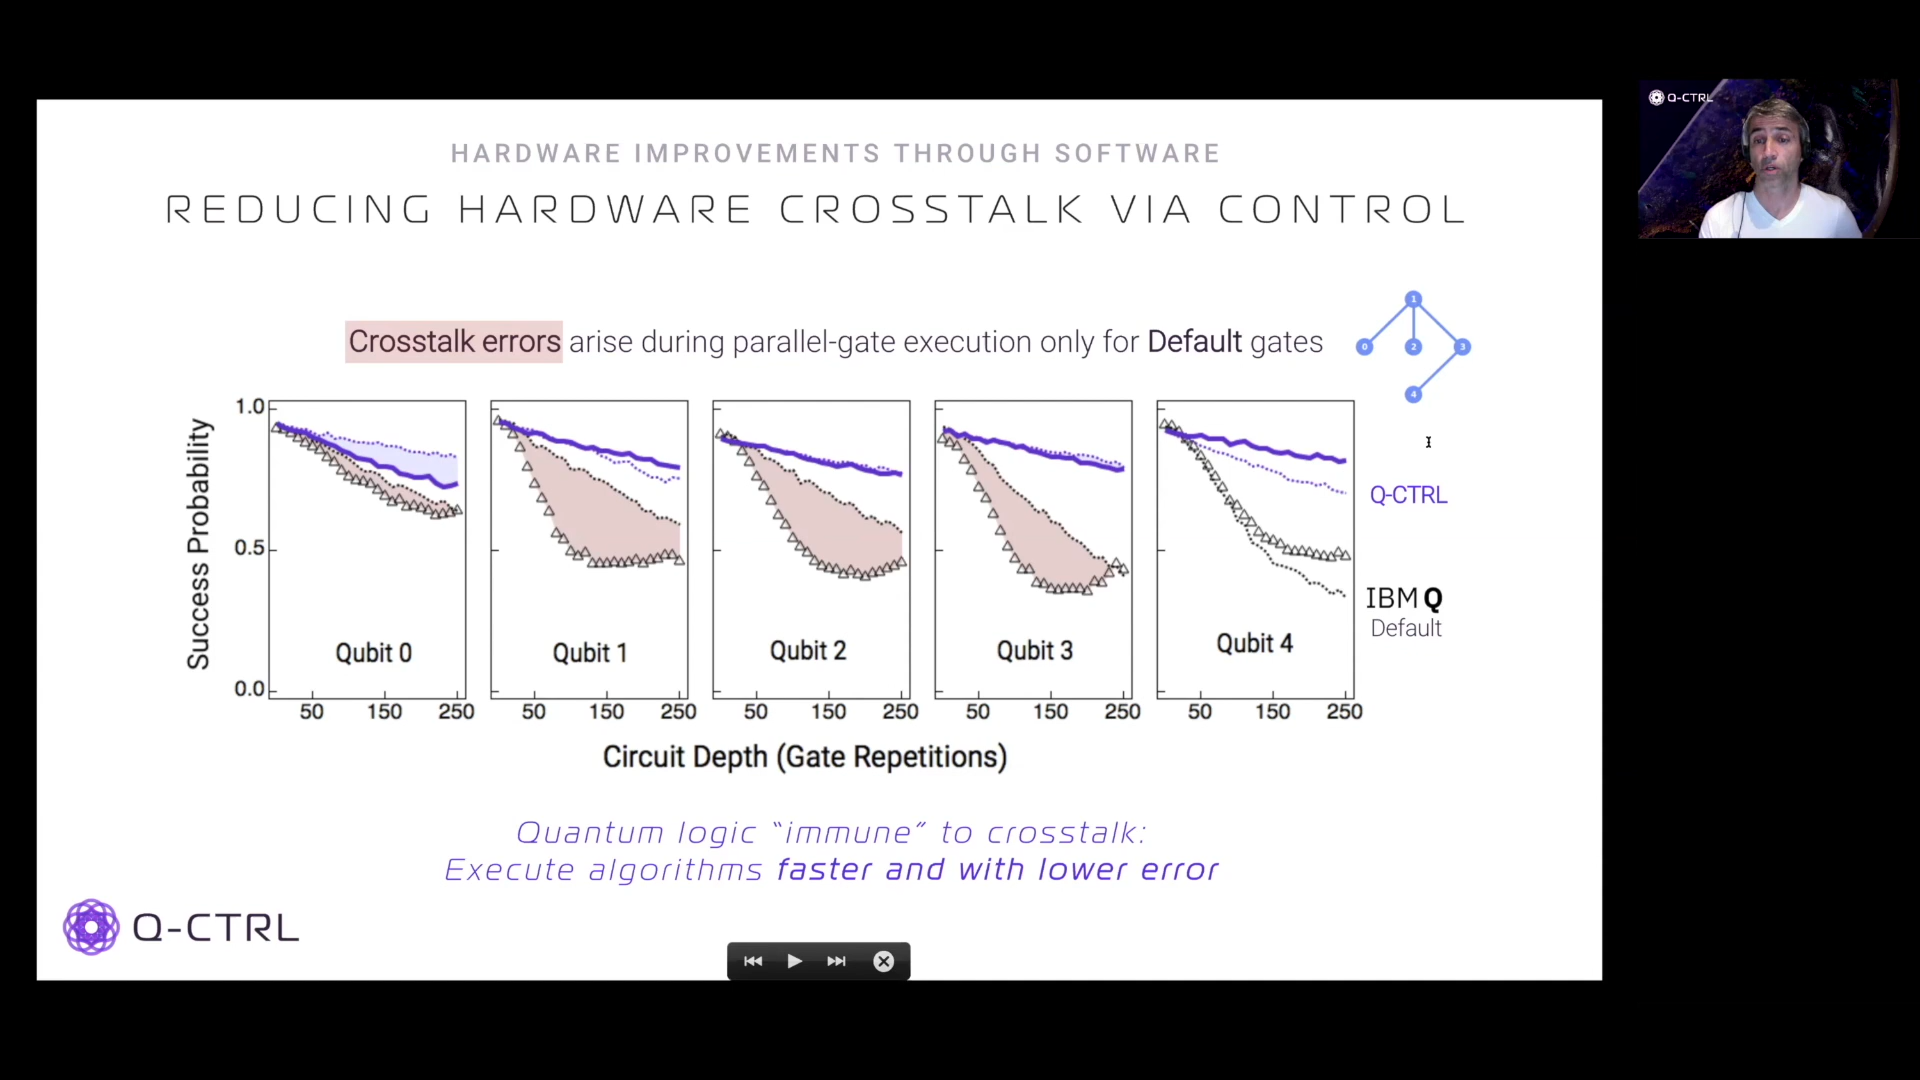 HARDWARE IMPROVEMENTS THROUGH SOFTWARE
REDUCING HARDWARE CROSSTALK VIA CONTROL
Q-CTRL
Crosstalk errors arise during parallel-gate execution only for Default gates
1
0 2 3
4
Success Probability
1.0
0.5
0.0
Qubit 0
Qubit 1
Qubit 2
Qubit 3
Qubit 4
50 150 250
50 150 250
50 150 250
50 150 250
50 150 250
Q-CTRL
IBM Q
Default
Circuit Depth (Gate Repetitions)
Quantum logic “immune” to crosstalk:
Execute algorithms faster and with lower error
Q-CTRL